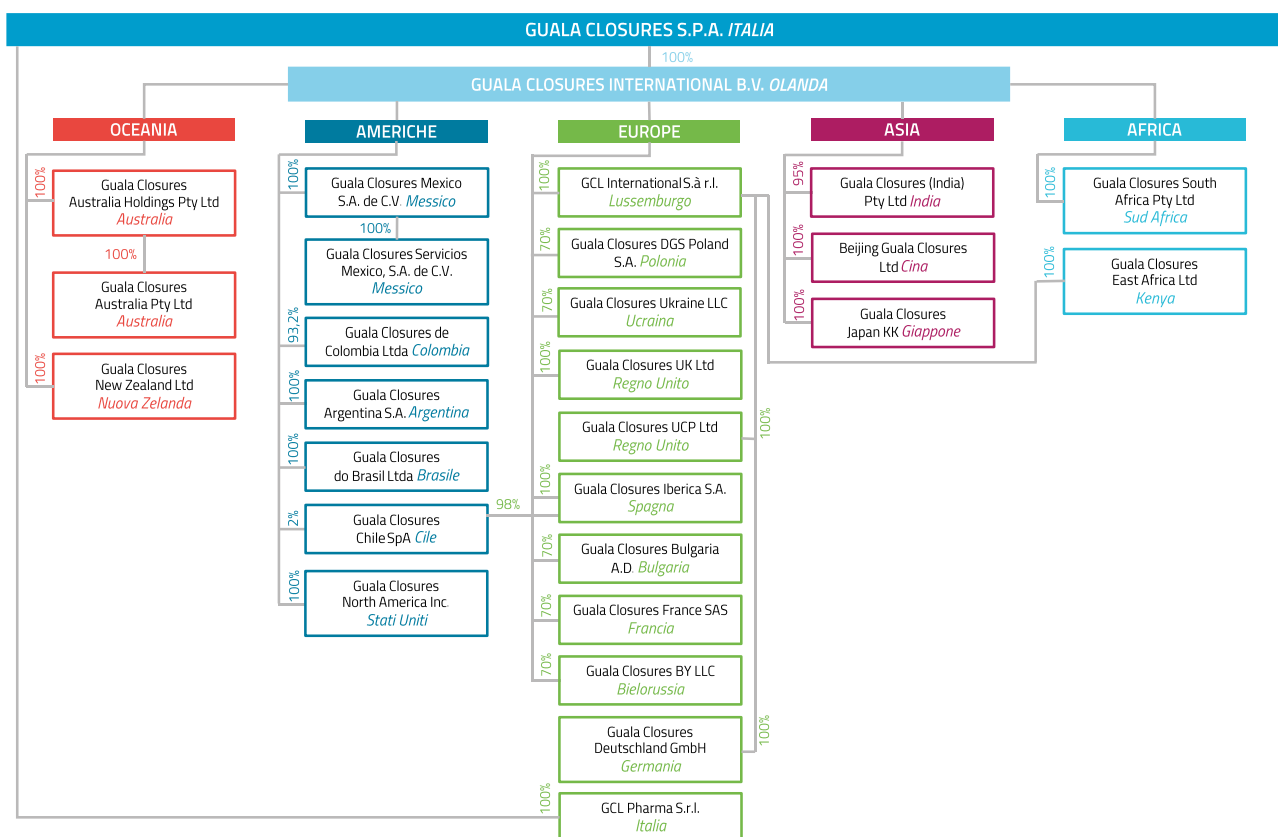 GUALA CLOSURES S.P.A. ITALIA
100%
GUALA CLOSURES INTERNATIONAL B.V. OLANDA
OCEANIA
100%
Guala Closures
Australia Holdings Pty Ltd
Australia
100%
Guala Closures
Australia Pty Ltd
Australia
100%
Guala Closures
New Zealand Ltd
Nuova Zelanda
AMERICHE
100%
Guala Closures Mexico
S.A. de C.V. Messico
100%
Guala Closures Servicios
Mexico, S.A. de C.V.
Messico
93,2%
Guala Closures de
Colombia Ltda Colombia
100%
Guala Closures
Argentina S.A. Argentina
100%
Guala Closures
do Brasil Ltda Brasile
2%
Guala Closures
Chile SpA Cile
98%
100%
Guala Closures
North America Inc.
Stati Uniti
EUROPE
100%
GCL International S.à r.l.
Lussemburgo
70%
Guala Closures DGS Poland
S.A. Polonia
70%
Guala Closures Ukraine LLC
Ucraina
100%
Guala Closures UK Ltd
Regno Unito
Guala Closures UCP Ltd
Regno Unito
100%
100%
Guala Closures Iberica S.A.
Spagna
70%
Guala Closures Bulgaria
A.D. Bulgaria
70%
Guala Closures France SAS
Francia
70%
Guala Closures BY LLC
Bielorussia
Guala Closures
Deutschland GmbH
Germania
100%
100%
GCL Pharma S.r.l.
Italia
ASIA
95%
Guala Closures (India)
Pty Ltd India
100%
Beijing Guala Closures
Ltd Cina
100%
Guala Closures
Japan KK Giappone
AFRICA
100%
Guala Closures South
Africa Pty Ltd
Sud Africa
100%
Guala Closures
East Africa Ltd
Kenya